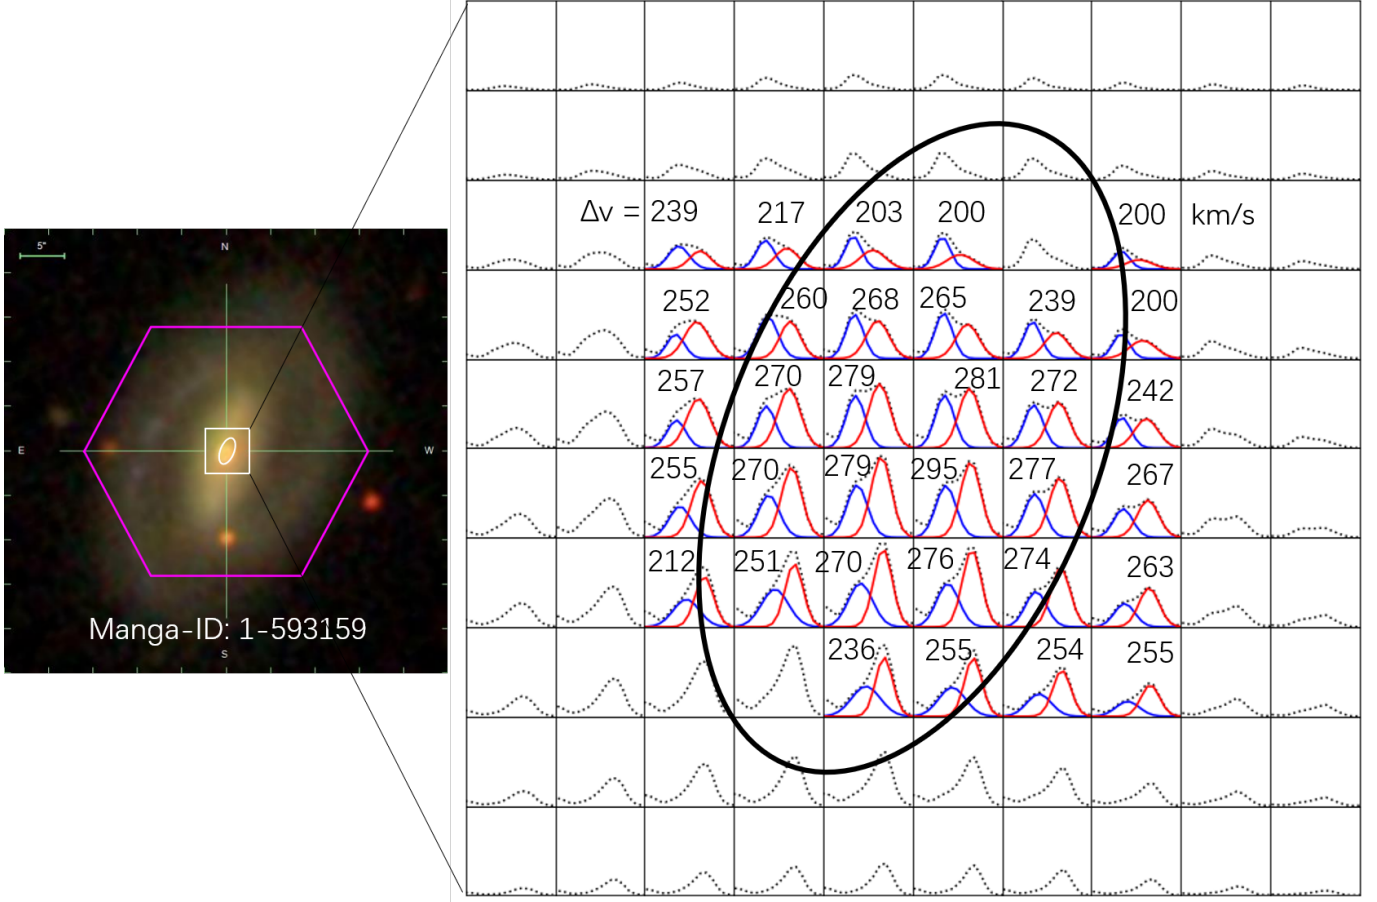 5"
N
E
W
S
Manga-ID: 1-593159
Δv = 239 217 203 200 200 km/s
252 260 268 265 239 200
257 270 279 281 272 242
255 270 279 295 277 267
212 251 270 276 274 263
236 255 254 255